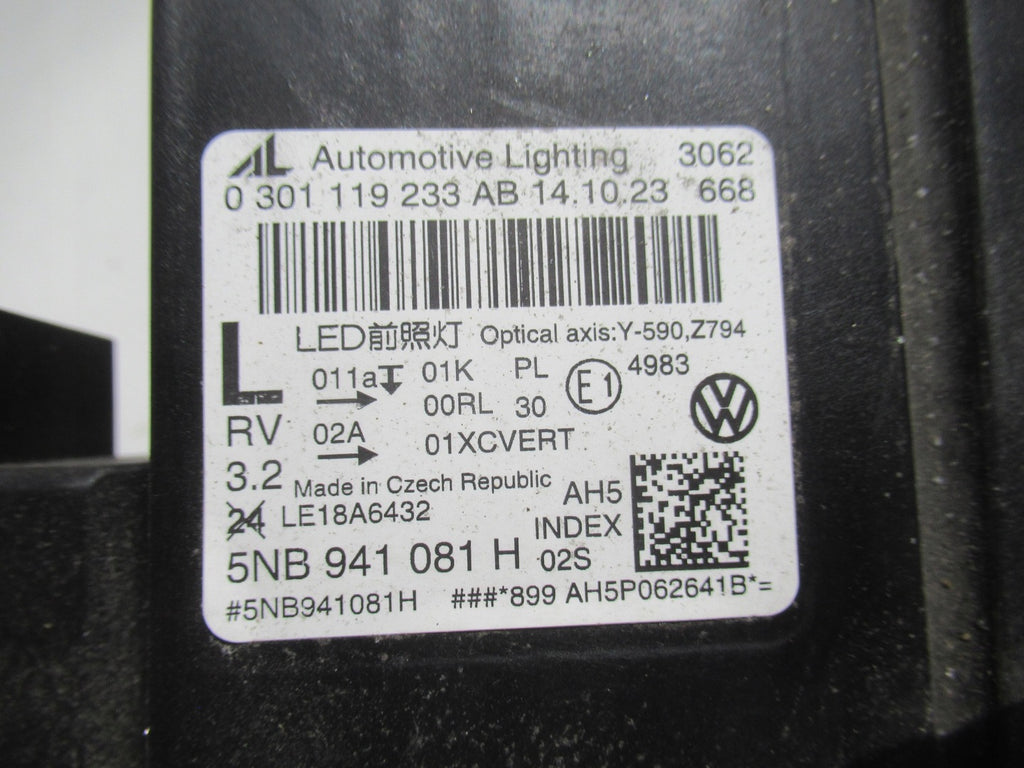 AL Automotive Lighting 3062
0 301 119 233 AB 14.10.23 668
L LED前照灯 Optical axis:Y-590,Z794
011a 01K PL E1 4983
00RL 30
RV 02A 01XCVERT
3.2 Made in Czech Republic AH5
24 LE18A6432 INDEX
5NB 941 081 H 02S
#5NB941081H ###*899 AH5P062641B*=